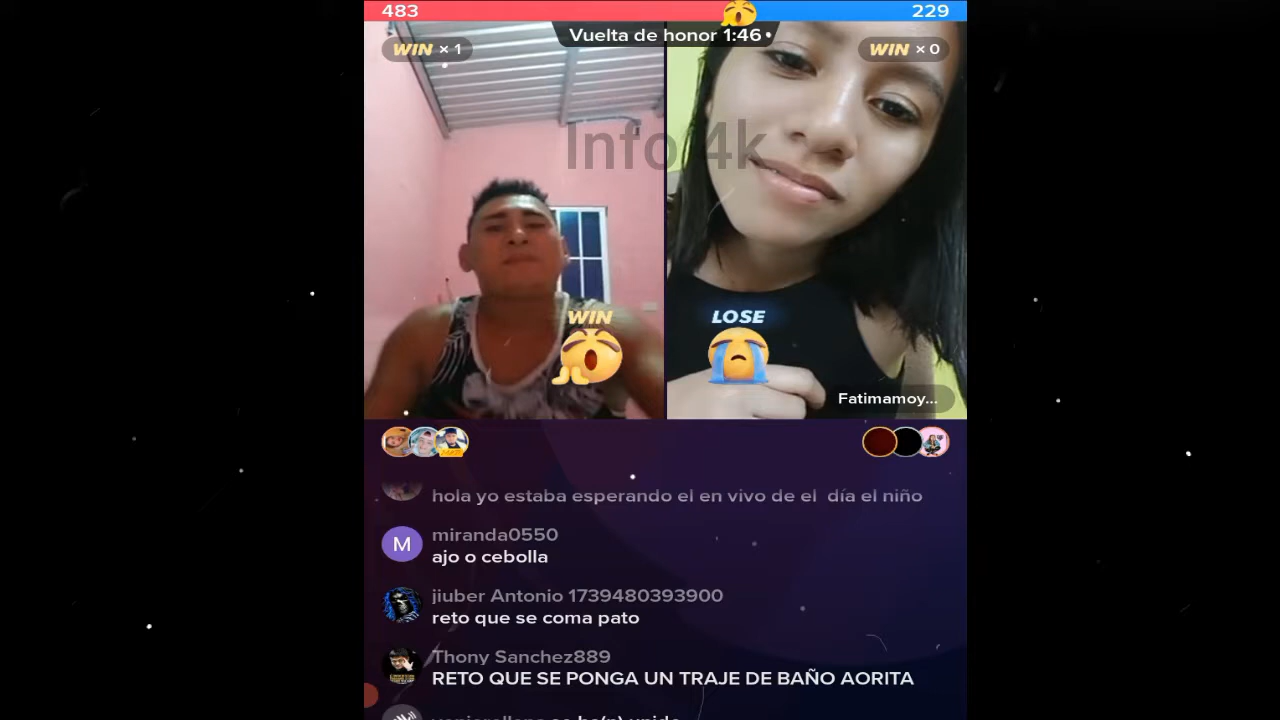 483
229
Vuelta de honor 1:46
WIN × 1
WIN × 0
Info 4k
WIN
LOSE
Fatimamoy...
hola yo estaba esperando el en vivo de el día el niño
miranda0550
M
ajo o cebolla
jiuber Antonio 1739480393900
reto que se coma pato
Thony Sanchez889
RETO QUE SE PONGA UN TRAJE DE BAÑO AORITA